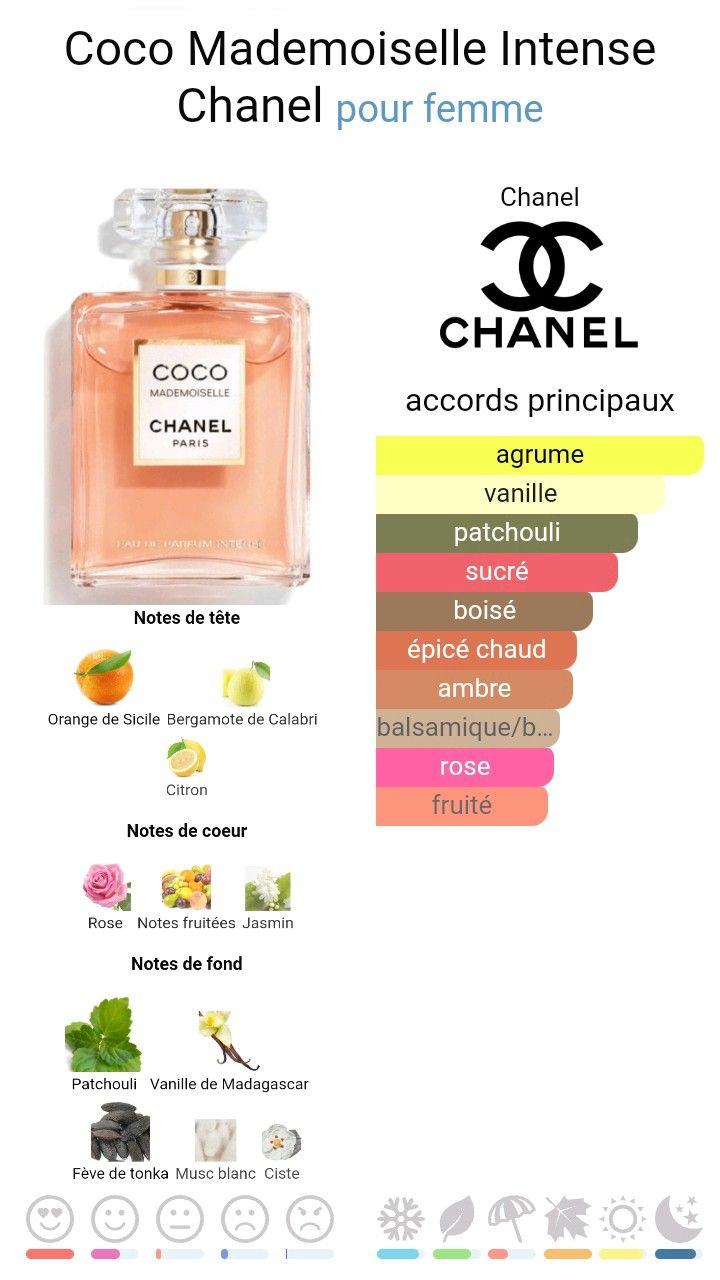 Coco Mademoiselle Intense
Chanel pour femme
COCO
MADEMOISELLE
CHANEL
PARIS
EAU DE PARFUM INTENSE
Notes de tête
Orange de Sicile Bergamote de Calabri
Citron
Notes de coeur
Rose Notes fruitées Jasmin
Notes de fond
Patchouli Vanille de Madagascar
Fève de tonka Musc blanc Ciste
Chanel
CHANEL
accords principaux
agrume
vanille
patchouli
sucré
boisé
épicé chaud
ambre
balsamique/b...
rose
fruité